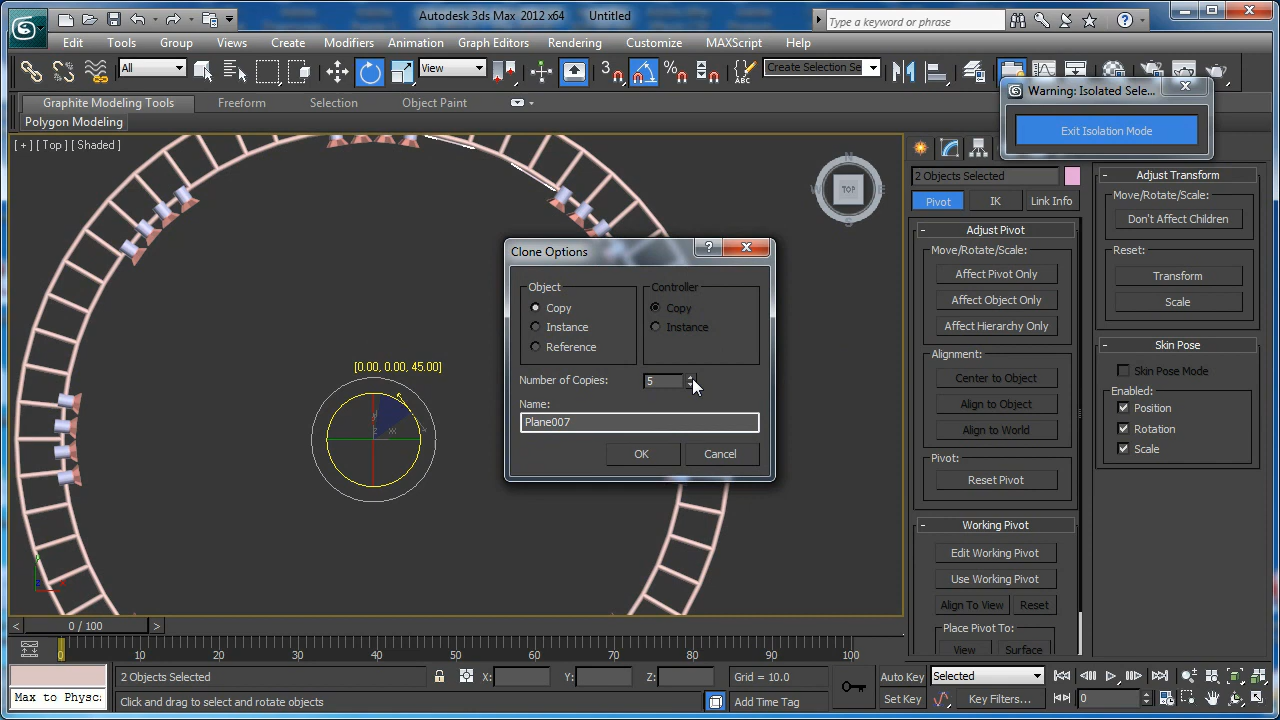 Autodesk 3ds Max 2012 x64 Untitled
Type a keyword or phrase
Edit Tools Group Views Create Modifiers Animation Graph Editors Rendering Customize MAXScript Help
All
View
3
Create Selection Se
Graphite Modeling Tools Freeform Selection Object Paint
Polygon Modeling
Warning: Isolated Sele...
Exit Isolation Mode
[ + ] [ Top ] [ Shaded ]
N
TOP
S
[0.00, 0.00, 45.00]
Clone Options
Object
Copy
Instance
Reference
Controller
Copy
Instance
Number of Copies: 5
Name:
Plane007
OK Cancel
2 Objects Selected
Pivot IK Link Info
- Adjust Pivot
Move/Rotate/Scale:
Affect Pivot Only
Affect Object Only
Affect Hierarchy Only
Alignment:
Center to Object
Align to Object
Align to World
Pivot:
Reset Pivot
- Working Pivot
Edit Working Pivot
Use Working Pivot
Align To View Reset
Place Pivot To:
View Surface
- Adjust Transform
Move/Rotate/Scale:
Don't Affect Children
Reset:
Transform
Scale
- Skin Pose
Skin Pose Mode
Enabled:
Position
Rotation
Scale
< 0 / 100 >
0 10 20 30 40 50 60 70 80 90 100
2 Objects Selected X: Y: Z: Grid = 10.0 Auto Key Selected
Max to Physc
Click and drag to select and rotate objects Add Time Tag Set Key Key Filters... 0